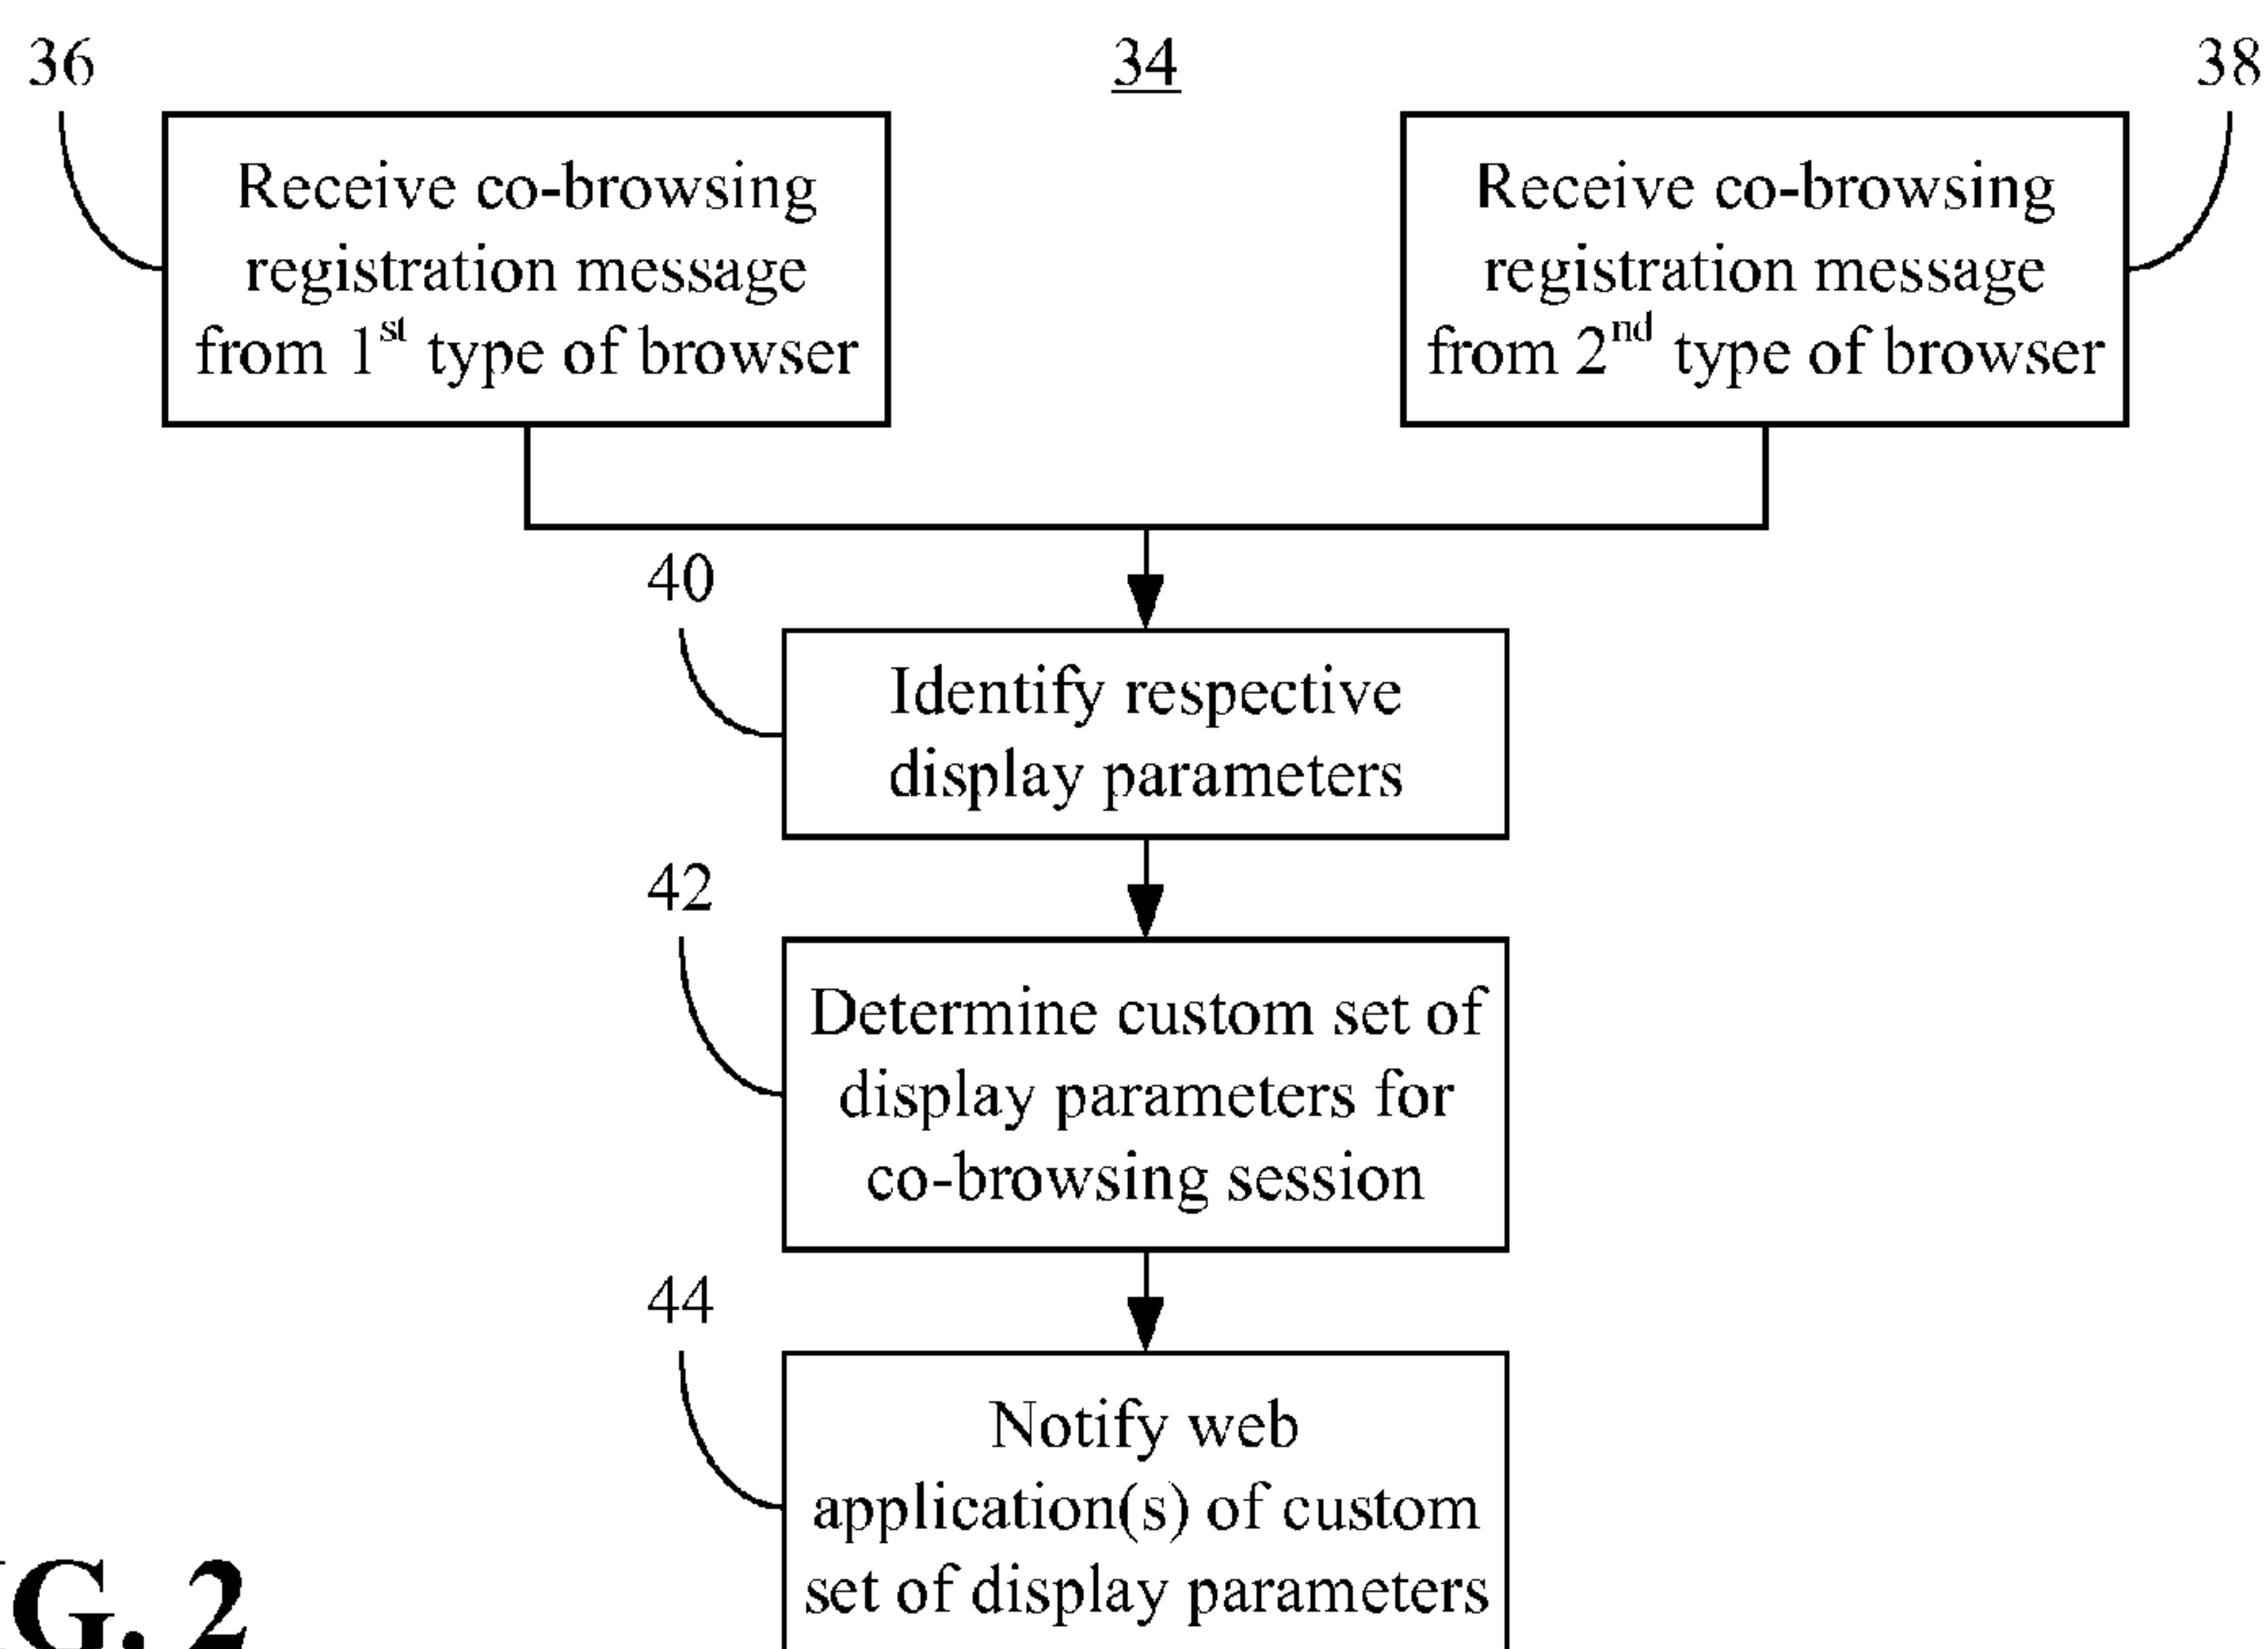 36
34
38
Receive co-browsing
registration message
from 1st type of browser
Receive co-browsing
registration message
from 2nd type of browser
40
Identify respective
display parameters
42
Determine custom set of
display parameters for
co-browsing session
44
Notify web
application(s) of custom
set of display parameters
G. 2